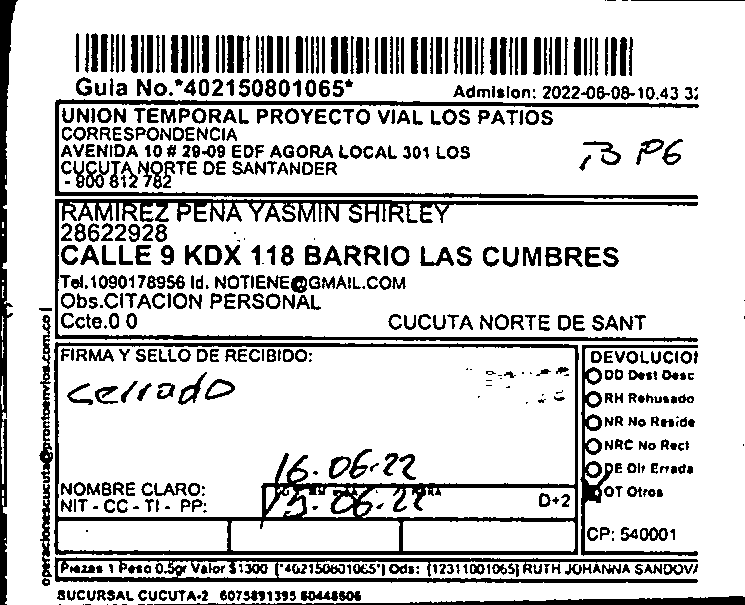 Guia No.*402150801065*
Admision: 2022-06-08-10.43 3
UNION TEMPORAL PROYECTO VIAL LOS PATIOS
CORRESPONDENCIA
AVENIDA 10 # 29-09 EDF AGORA LOCAL 301 LOS
CUCUTA NORTE DE SANTANDER
- 900 812 782
B P6
RAMIREZ PENA YASMIN SHIRLEY
28622928
CALLE 9 KDX 118 BARRIO LAS CUMBRES
Tel.1090178956 Id. NOTIENE@GMAIL.COM
Obs.CITACION PERSONAL
Ccte.0 0
CUCUTA NORTE DE SANT
operacionescucuta@prontoenvios.com.co |
FIRMA Y SELLO DE RECIBIDO:
cerrado
16-06-22
15-06-22
NOMBRE CLARO:
NIT - CC - TI - PP:
D+2
DEVOLUCIO
DD Dest Desc
RH Rehusado
NR No Reside
NRC No Recl
DE Dir Errada
OT Otros
CP: 540001
Piezas 1 Peso 0.5gr Valor $1300 (*402150801065*) Ods: (12311001065) RUTH JOHANNA SANDOVA
SUCURSAL CUCUTA-2 6075891395 60448606